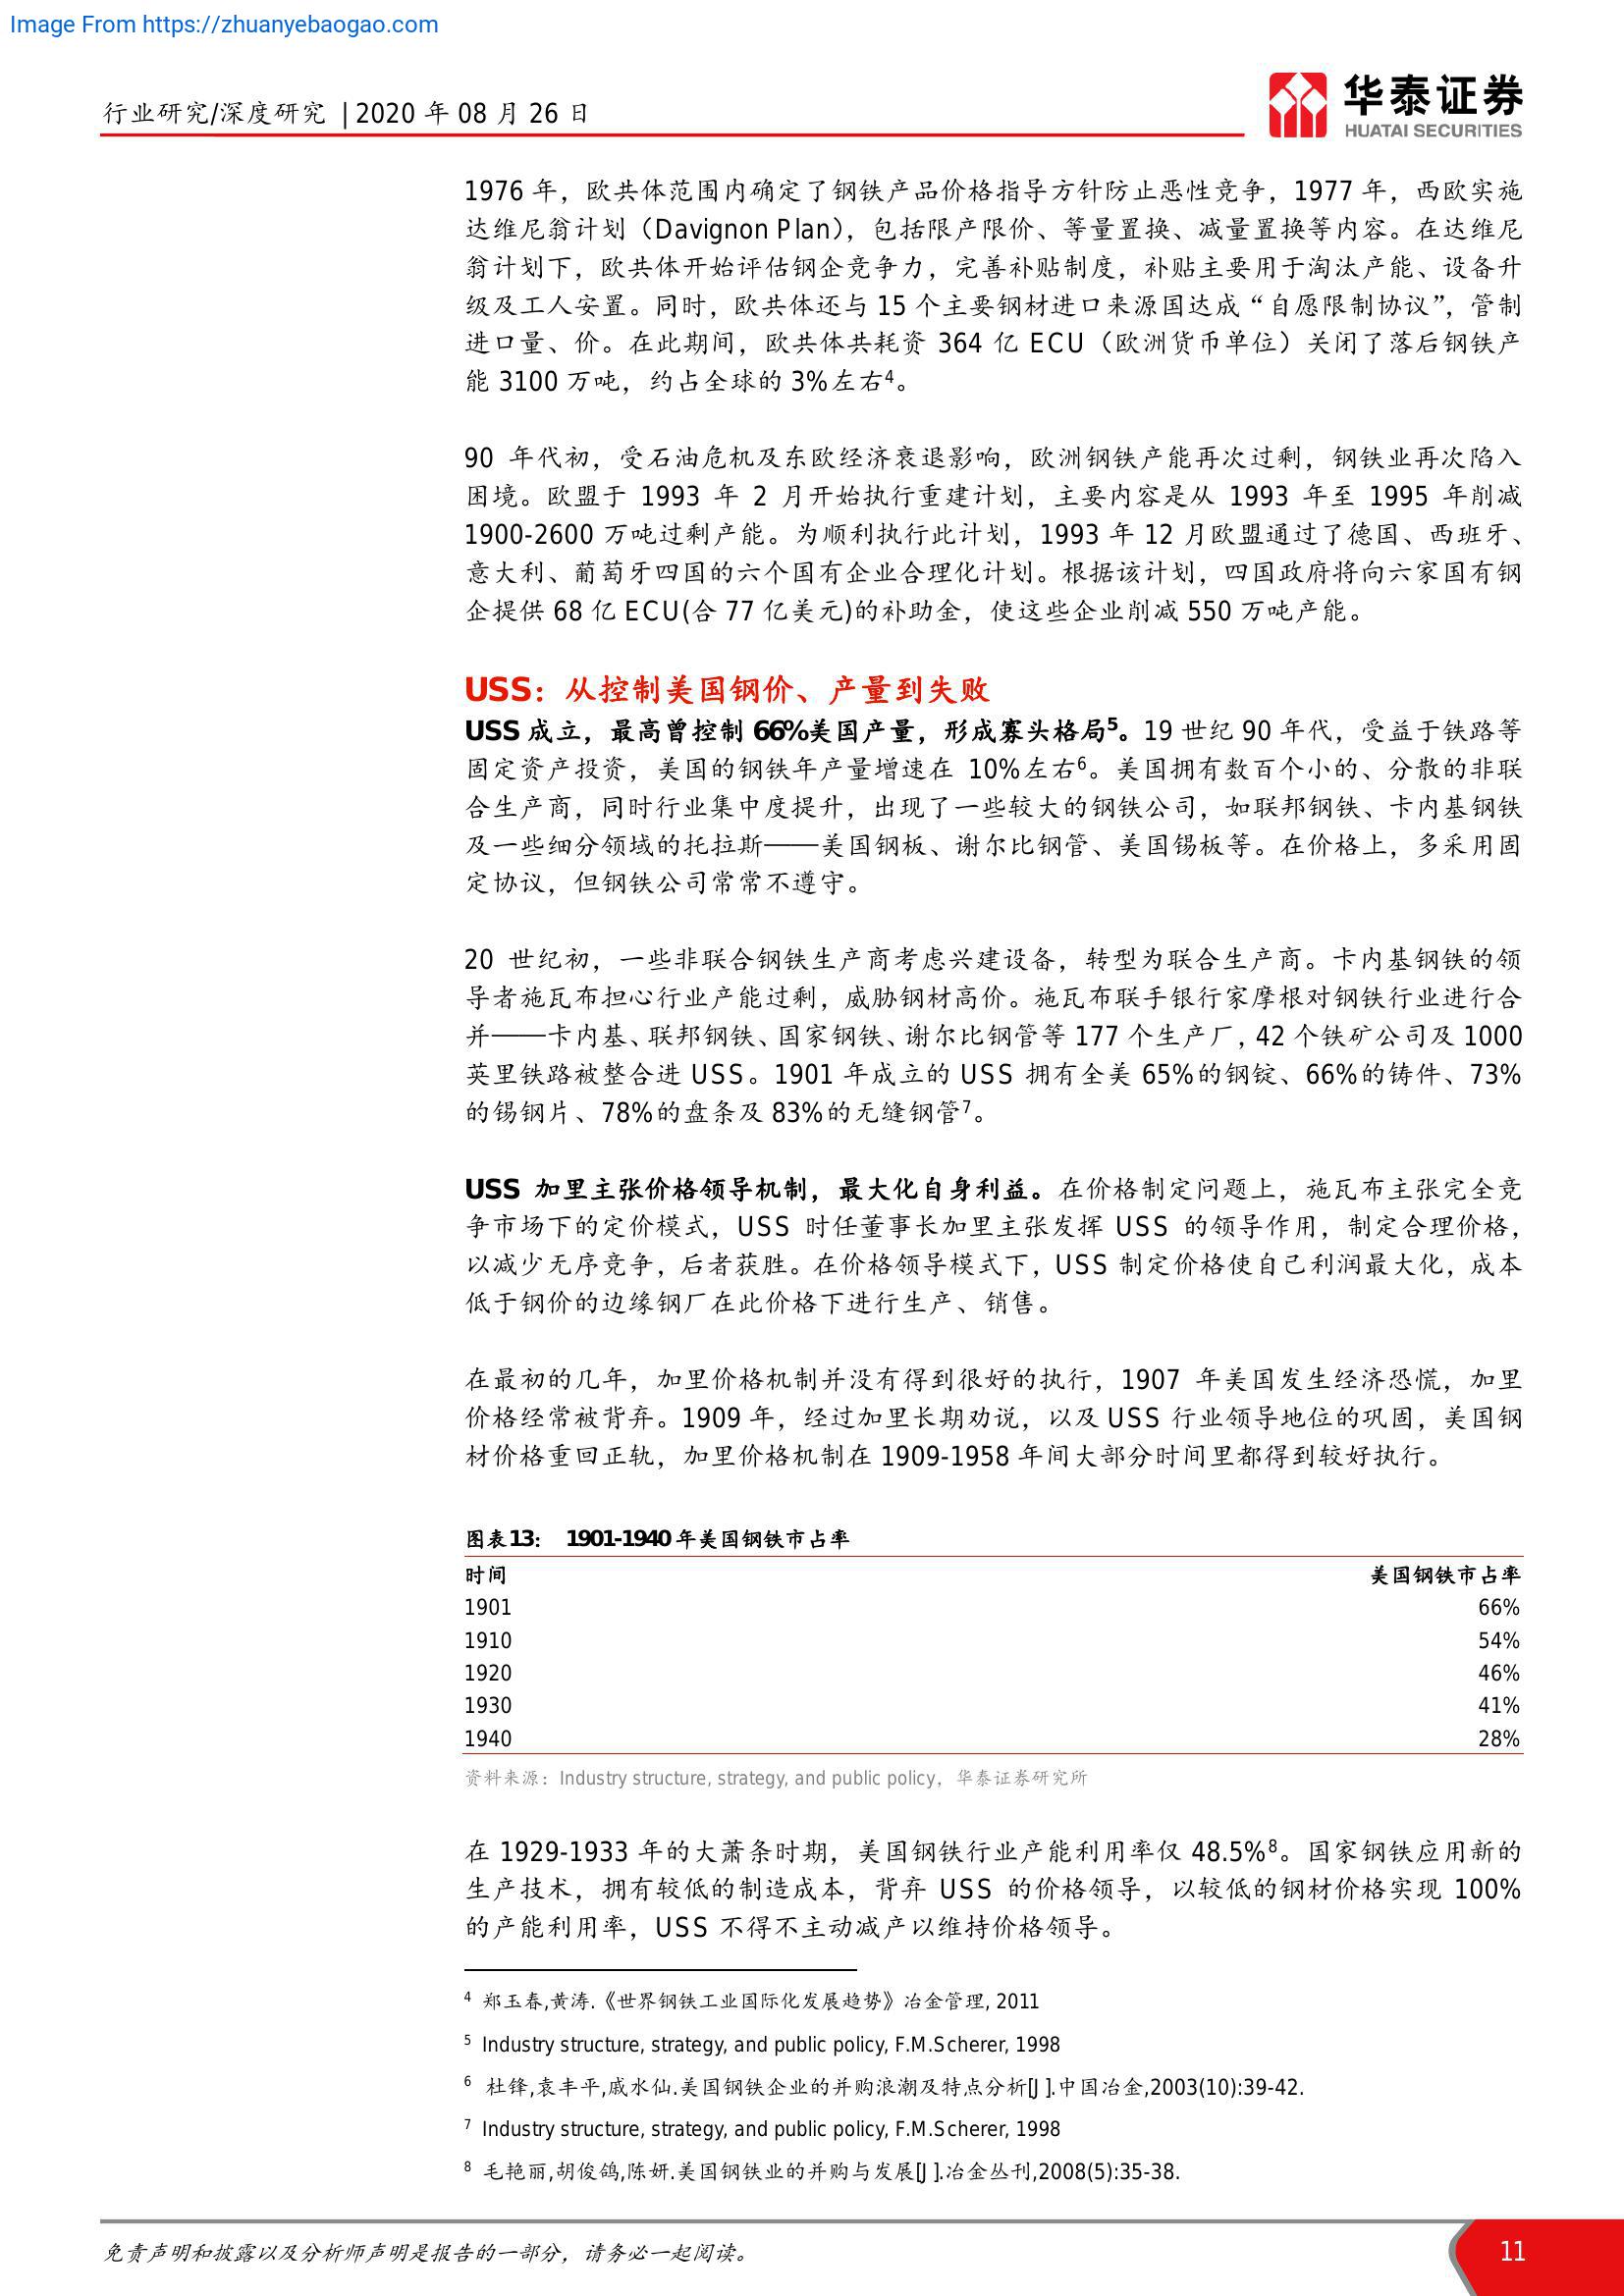 Image From https://zhuanyebaogao.com
行业研究/深度研究 | 2020 年 08 月 26 日
华泰证券
HUATAI SECURITIES
1976 年，欧共体范围内确定了钢铁产品价格指导方针防止恶性竞争，1977 年，西欧实施
达维尼翁计划（Davignon Plan），包括限产限价、等量置换、减量置换等内容。在达维尼
翁计划下，欧共体开始评估钢企竞争力，完善补贴制度，补贴主要用于淘汰产能、设备升
级及工人安置。同时，欧共体还与 15 个主要钢材进口来源国达成“自愿限制协议”，管制
进口量、价。在此期间，欧共体共耗资 364 亿 ECU（欧洲货币单位）关闭了落后钢铁产
能 3100 万吨，约占全球的 3%左右4。
90 年代初，受石油危机及东欧经济衰退影响，欧洲钢铁产能再次过剩，钢铁业再次陷入
困境。欧盟于 1993 年 2 月开始执行重建计划，主要内容是从 1993 年至 1995 年削减
1900-2600 万吨过剩产能。为顺利执行此计划，1993 年 12 月欧盟通过了德国、西班牙、
意大利、葡萄牙四国的六个国有企业合理化计划。根据该计划，四国政府将向六家国有钢
企提供 68 亿 ECU(合 77 亿美元)的补助金，使这些企业削减 550 万吨产能。
USS：从控制美国钢价、产量到失败
USS 成立，最高曾控制 66%美国产量，形成寡头格局5。19 世纪 90 年代，受益于铁路等
固定资产投资，美国的钢铁年产量增速在 10%左右6。美国拥有数百个小的、分散的非联
合生产商，同时行业集中度提升，出现了一些较大的钢铁公司，如联邦钢铁、卡内基钢铁
及一些细分领域的托拉斯——美国钢板、谢尔比钢管、美国锡板等。在价格上，多采用固
定协议，但钢铁公司常常不遵守。
20 世纪初，一些非联合钢铁生产商考虑兴建设备，转型为联合生产商。卡内基钢铁的领
导者施瓦布担心行业产能过剩，威胁钢材高价。施瓦布联手银行家摩根对钢铁行业进行合
并——卡内基、联邦钢铁、国家钢铁、谢尔比钢管等 177 个生产厂，42 个铁矿公司及 1000
英里铁路被整合进 USS。1901 年成立的 USS 拥有全美 65%的钢锭、66%的铸件、73%
的锡钢片、78%的盘条及 83%的无缝钢管7。
USS 加里主张价格领导机制，最大化自身利益。在价格制定问题上，施瓦布主张完全竞
争市场下的定价模式，USS 时任董事长加里主张发挥 USS 的领导作用，制定合理价格，
以减少无序竞争，后者获胜。在价格领导模式下，USS 制定价格使自己利润最大化，成本
低于钢价的边缘钢厂在此价格下进行生产、销售。
在最初的几年，加里价格机制并没有得到很好的执行，1907 年美国发生经济恐慌，加里
价格经常被背弃。1909 年，经过加里长期劝说，以及 USS 行业领导地位的巩固，美国钢
材价格重回正轨，加里价格机制在 1909-1958 年间大部分时间里都得到较好执行。
图表13： 1901-1940 年美国钢铁市占率
时间 美国钢铁市占率
1901 66%
1910 54%
1920 46%
1930 41%
1940 28%
资料来源：Industry structure, strategy, and public policy，华泰证券研究所
在 1929-1933 年的大萧条时期，美国钢铁行业产能利用率仅 48.5%8。国家钢铁应用新的
生产技术，拥有较低的制造成本，背弃 USS 的价格领导，以较低的钢材价格实现 100%
的产能利用率，USS 不得不主动减产以维持价格领导。
4 郑玉春,黄涛.《世界钢铁工业国际化发展趋势》冶金管理, 2011
5 Industry structure, strategy, and public policy, F.M.Scherer, 1998
6 杜锋,袁丰平,戚水仙.美国钢铁企业的并购浪潮及特点分析[J].中国冶金,2003(10):39-42.
7 Industry structure, strategy, and public policy, F.M.Scherer, 1998
8 毛艳丽,胡俊鸽,陈妍.美国钢铁业的并购与发展[J].冶金丛刊,2008(5):35-38.
免责声明和披露以及分析师声明是报告的一部分，请务必一起阅读。
11